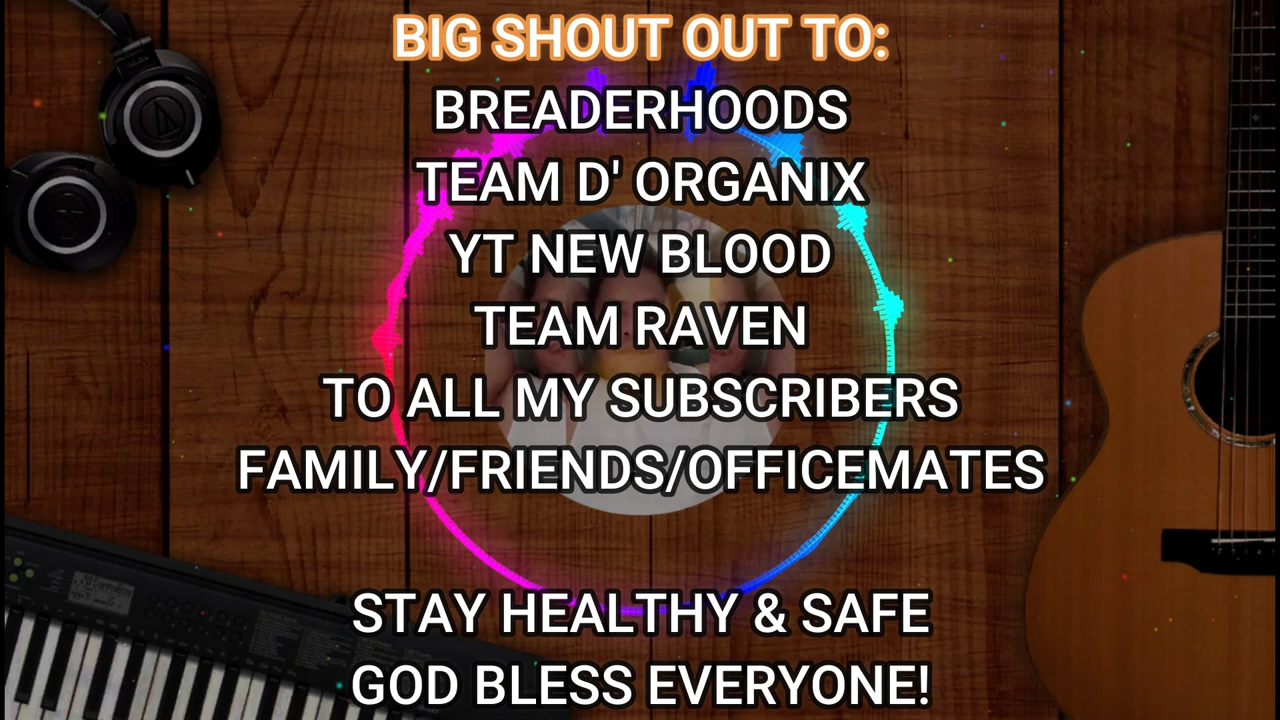 BIG SHOUT OUT TO:
BREADERHOODS
TEAM D' ORGANIX
YT NEW BLOOD
TEAM RAVEN
TO ALL MY SUBSCRIBERS
FAMILY/FRIENDS/OFFICEMATES
STAY HEALTHY & SAFE
GOD BLESS EVERYONE!